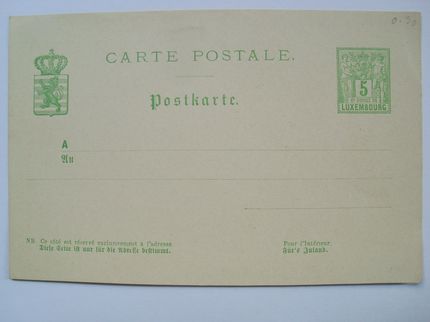 0.30
CARTE POSTALE.
Postkarte.
5
LUXEMBOURG
A
An
NB Ce côté est réservé exclusivement à l'adresse.
Diese Seite ist nur für die Adresse bestimmt.
Pour l'Intérieur.
Für's Inland.